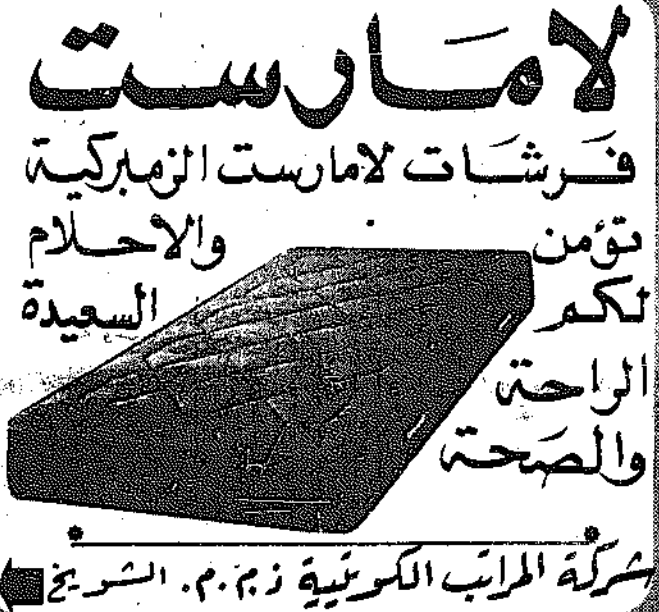 لامارست
فرشات لامارست الزمبركية
تؤمن
لكم
الراحة
والصحة
والاحلام
السعيدة
شركة المراتب الكويتية ذ.م.م. الشويخ